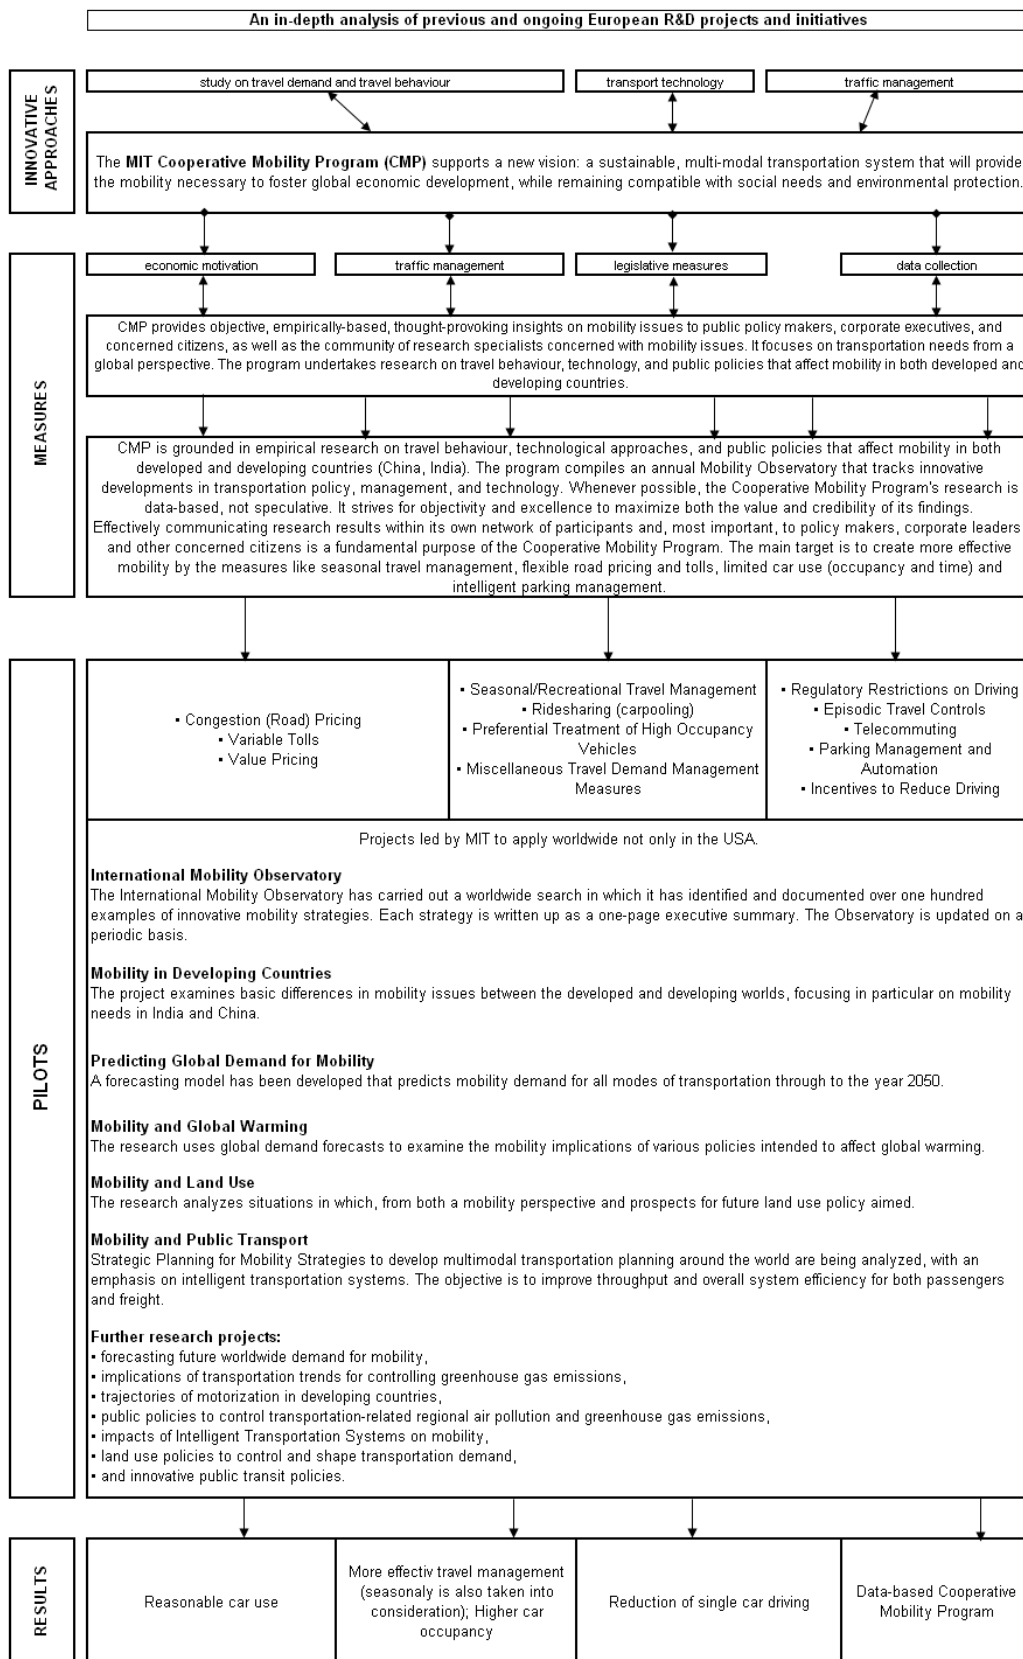 An in-depth analysis of previous and ongoing European R&D projects and initiatives
INNOVATIVE
APPROACHES
study on travel demand and travel behaviour
transport technology
traffic management
The MIT Cooperative Mobility Program (CMP) supports a new vision: a sustainable, multi-modal transportation system that will provide
the mobility necessary to foster global economic development, while remaining compatible with social needs and environmental protection.
MEASURES
economic motivation
traffic management
legislative measures
data collection
CMP provides objective, empirically-based, thought-provoking insights on mobility issues to public policy makers, corporate executives, and
concerned citizens, as well as the community of research specialists concerned with mobility issues. It focuses on transportation needs from a
global perspective. The program undertakes research on travel behaviour, technology, and public policies that affect mobility in both developed and
developing countries.
CMP is grounded in empirical research on travel behaviour, technological approaches, and public policies that affect mobility in both
developed and developing countries (China, India). The program compiles an annual Mobility Observatory that tracks innovative
developments in transportation policy, management, and technology. Whenever possible, the Cooperative Mobility Program's research is
data-based, not speculative. It strives for objectivity and excellence to maximize both the value and credibility of its findings.
Effectively communicating research results within its own network of participants and, most important, to policy makers, corporate leaders
and other concerned citizens is a fundamental purpose of the Cooperative Mobility Program. The main target is to create more effective
mobility by the measures like seasonal travel management, flexible road pricing and tolls, limited car use (occupancy and time) and
intelligent parking management.
PILOTS
▪ Congestion (Road) Pricing
▪ Variable Tolls
▪ Value Pricing
▪ Seasonal/Recreational Travel Management
▪ Ridesharing (carpooling)
▪ Preferential Treatment of High Occupancy
Vehicles
▪ Miscellaneous Travel Demand Management
Measures
▪ Regulatory Restrictions on Driving
▪ Episodic Travel Controls
▪ Telecommuting
▪ Parking Management and
Automation
▪ Incentives to Reduce Driving
Projects led by MIT to apply worldwide not only in the USA.
International Mobility Observatory
The International Mobility Observatory has carried out a worldwide search in which it has identified and documented over one hundred
examples of innovative mobility strategies. Each strategy is written up as a one-page executive summary. The Observatory is updated on a
periodic basis.
Mobility in Developing Countries
The project examines basic differences in mobility issues between the developed and developing worlds, focusing in particular on mobility
needs in India and China.
Predicting Global Demand for Mobility
A forecasting model has been developed that predicts mobility demand for all modes of transportation through to the year 2050.
Mobility and Global Warming
The research uses global demand forecasts to examine the mobility implications of various policies intended to affect global warming.
Mobility and Land Use
The research analyzes situations in which, from both a mobility perspective and prospects for future land use policy aimed.
Mobility and Public Transport
Strategic Planning for Mobility Strategies to develop multimodal transportation planning around the world are being analyzed, with an
emphasis on intelligent transportation systems. The objective is to improve throughput and overall system efficiency for both passengers
and freight.
Further research projects:
▪ forecasting future worldwide demand for mobility,
▪ implications of transportation trends for controlling greenhouse gas emissions,
▪ trajectories of motorization in developing countries,
▪ public policies to control transportation-related regional air pollution and greenhouse gas emissions,
▪ impacts of Intelligent Transportation Systems on mobility,
▪ land use policies to control and shape transportation demand,
▪ and innovative public transit policies.
RESULTS
Reasonable car use
More effectiv travel management
(seasonaly is also taken into
consideration); Higher car
occupancy
Reduction of single car driving
Data-based Cooperative
Mobility Program